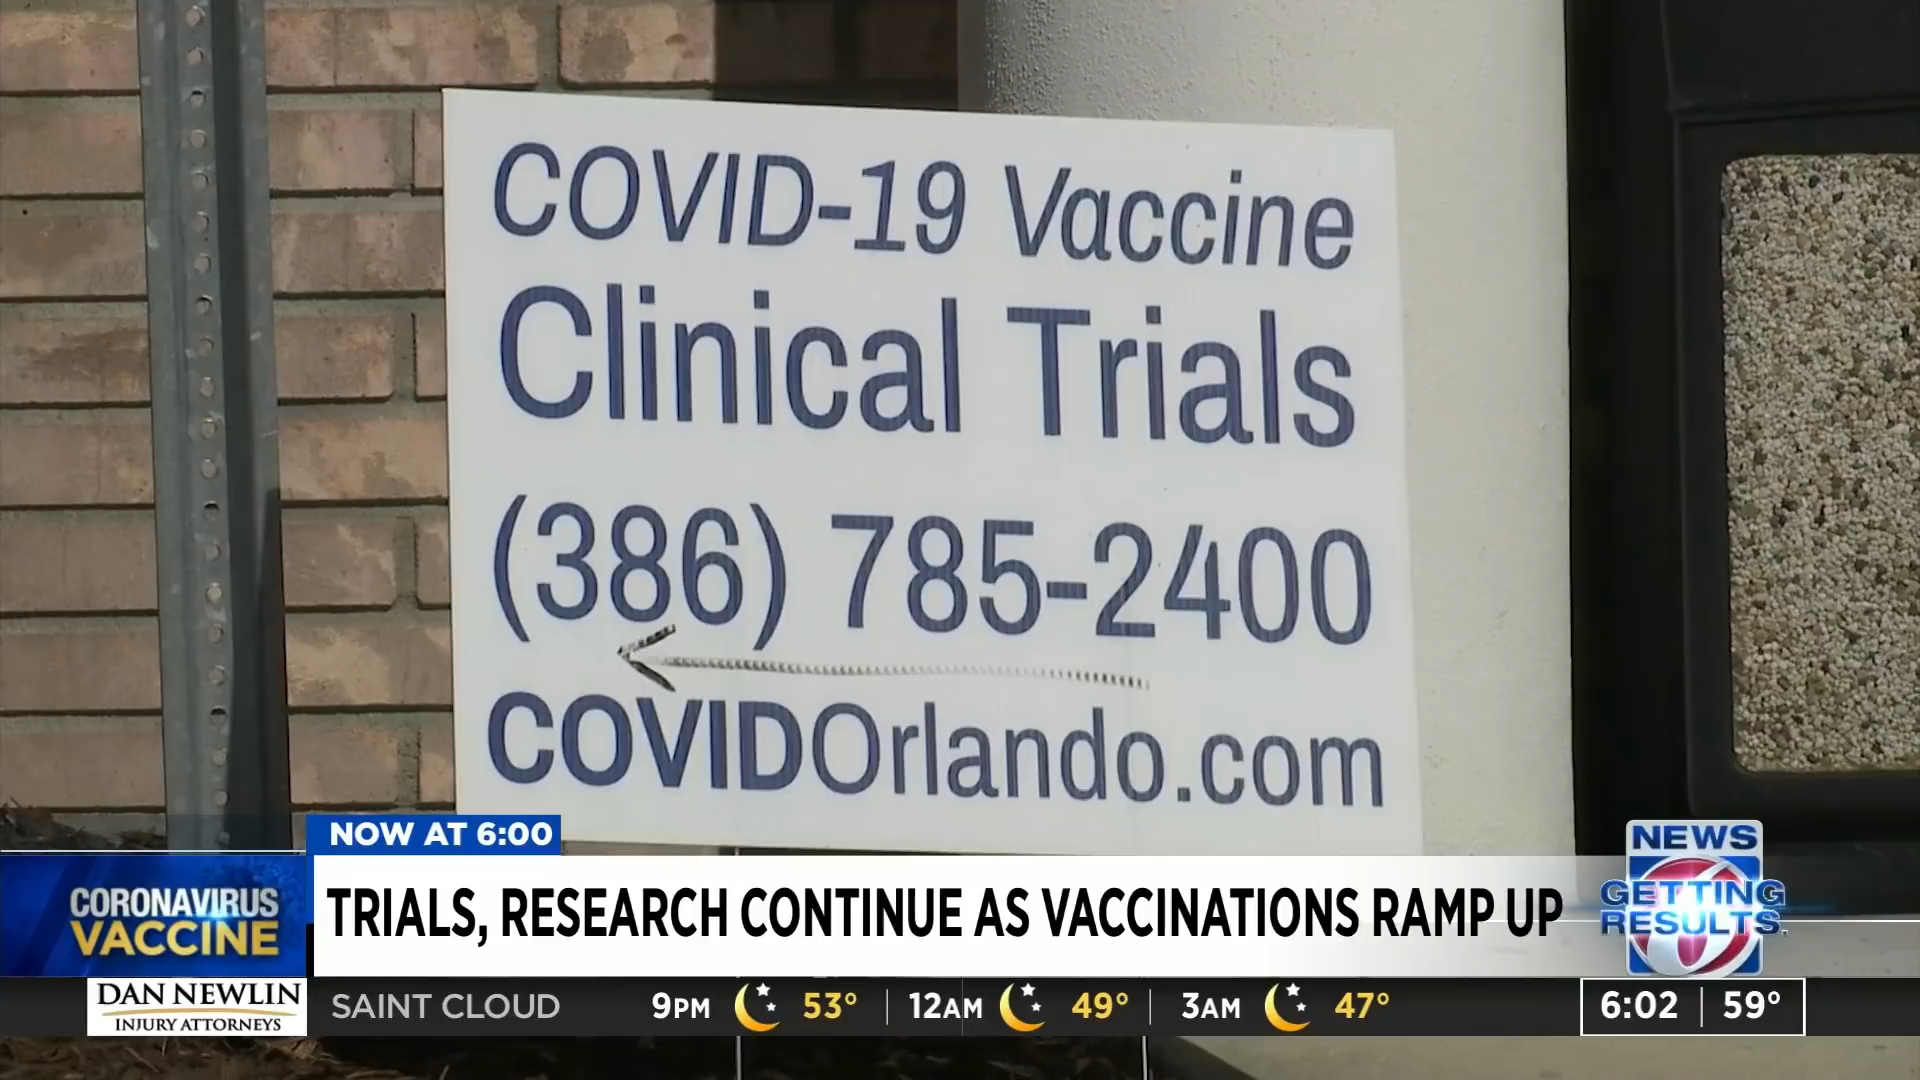 COVID-19 Vaccine
Clinical Trials
(386) 785-2400
COVIDOrlando.com
NOW AT 6:00
CORONAVIRUS
VACCINE
TRIALS, RESEARCH CONTINUE AS VACCINATIONS RAMP UP
NEWS
6
GETTING
RESULTS
DAN NEWLIN
INJURY ATTORNEYS
SAINT CLOUD
9PM 53° 12AM 49° 3AM 47°
6:02 59°